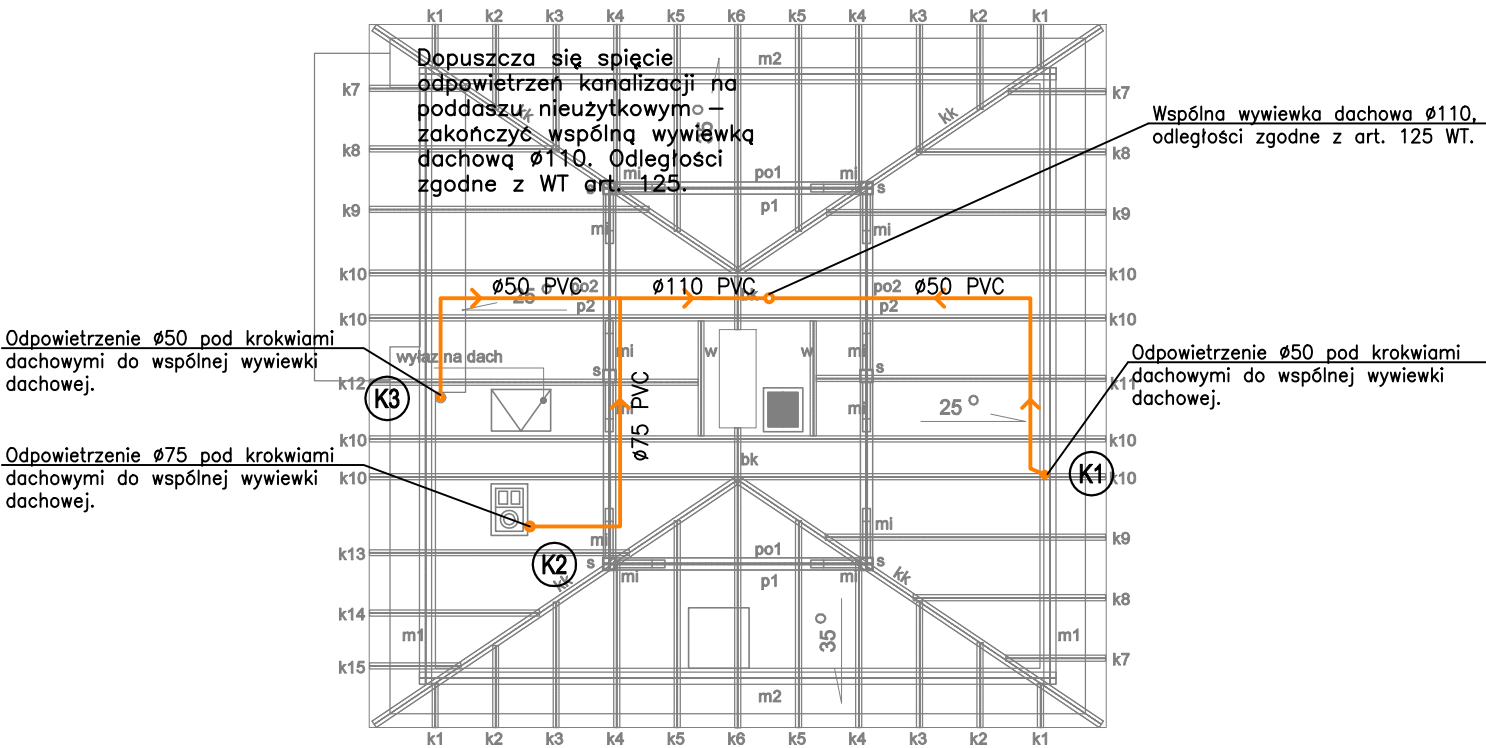 k1 k2 k3 k4 k5 k6 k5 k4 k3 k2 k1
Dopuszcza się spięcie
odpowietrzeń kanalizacji na
poddaszu nieużytkowym –
zakończyć wspólną wywiewką
dachową ø110. Odległości
zgodne z WT art. 125.
m2
35°
k7 kk kk k7
Wspólna wywiewka dachowa ø110,
odległości zgodne z art. 125 WT.
k8 k8
mi po1 mi
s s
k9 p1 k9
mi mi
k10 k10
ø50 PVC po2 ø110 PVC bk po2 ø50 PVC
25° p2 p2
k10 k10
Odpowietrzenie ø50 pod krokwiami
dachowymi do wspólnej wywiewki
dachowej.
wyłaz na dach mi w w mi
s s
k12 k11
K3
Odpowietrzenie ø50 pod krokwiami
dachowymi do wspólnej wywiewki
dachowej.
mi mi 25°
ø75 PVC
k10 k10
Odpowietrzenie ø75 pod krokwiami
dachowymi do wspólnej wywiewki
dachowej.
bk
k10 K1 k10
mi mi
k9
k13 po1
K2 s s
kk mi p1 mi kk
k14 k8
m1 35° m1
k15 k7
m2
k1 k2 k3 k4 k5 k6 k5 k4 k3 k2 k1